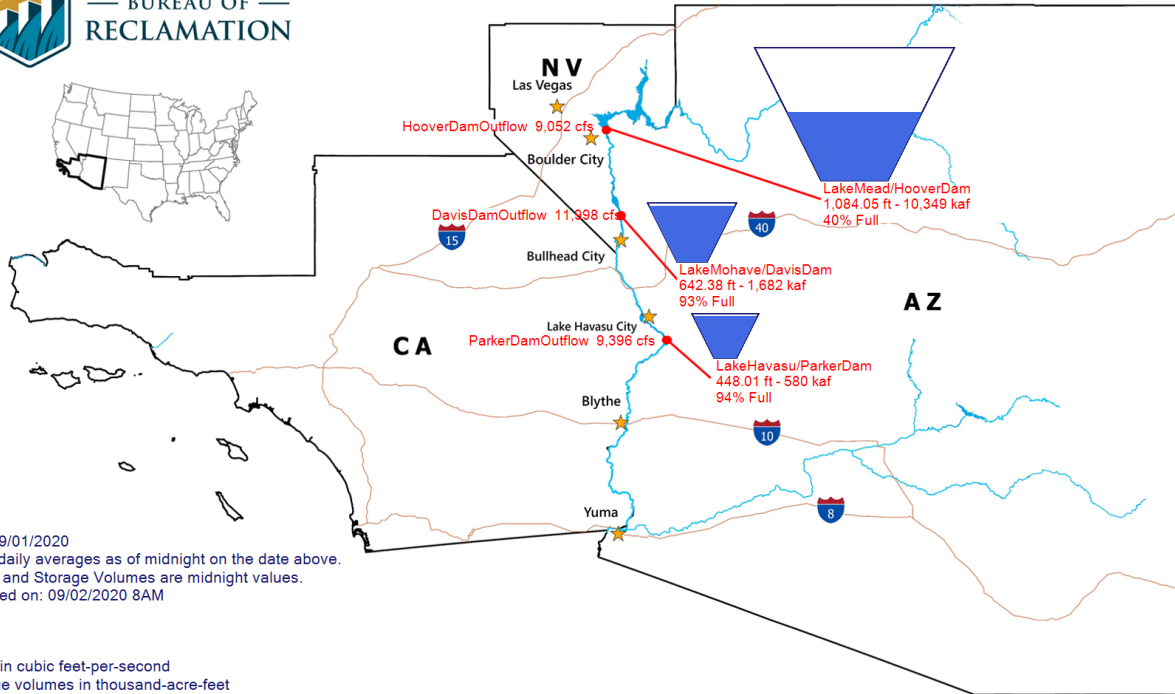 BUREAU OF
RECLAMATION
NV
Las Vegas
HooverDamOutflow 9,052 cfs
Boulder City
LakeMead/HooverDam
1,084.05 ft - 10,349 kaf
40% Full
DavisDamOutflow 11,998 cfs
15
40
Bullhead City
LakeMohave/DavisDam
642.38 ft - 1,682 kaf
93% Full
AZ
Lake Havasu City
CA
ParkerDamOutflow 9,396 cfs
LakeHavasu/ParkerDam
448.01 ft - 580 kaf
94% Full
Blythe
10
Yuma
8
9/01/2020
daily averages as of midnight on the date above.
and Storage Volumes are midnight values.
ed on: 09/02/2020 8AM
in cubic feet-per-second
ge volumes in thousand-acre-feet